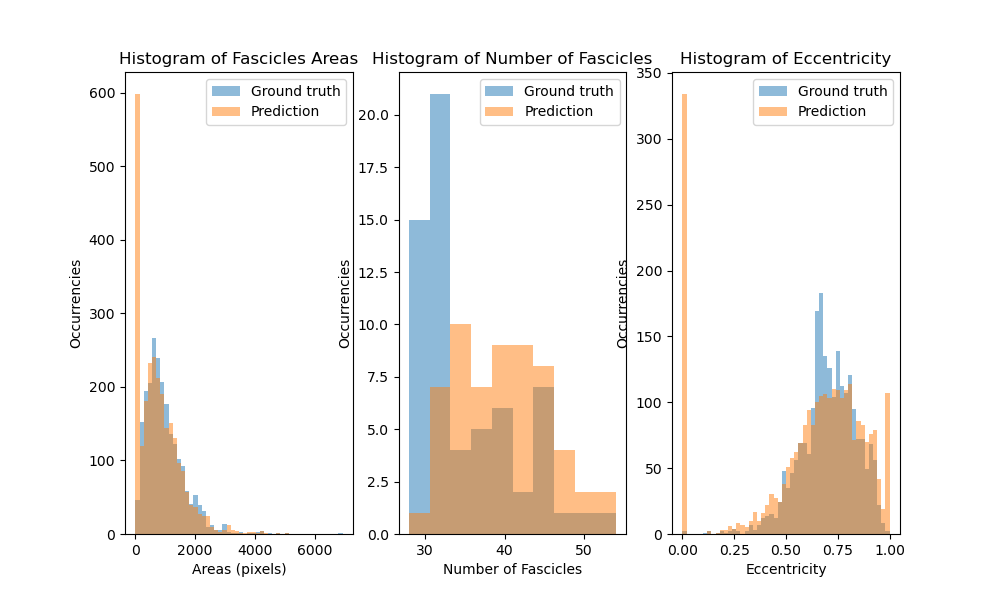 Histogram of Fascicles Areas
Histogram of Number of Fascicles
Histogram of Eccentricity
Ground truth
Prediction
Ground truth
Prediction
Ground truth
Prediction
Occurrencies
600
500
400
300
200
100
0
0 2000 4000 6000
Areas (pixels)
Occurrencies
20.0
17.5
15.0
12.5
10.0
7.5
5.0
2.5
0.0
30 40 50
Number of Fascicles
Occurrencies
350
300
250
200
150
100
50
0
0.00 0.25 0.50 0.75 1.00
Eccentricity